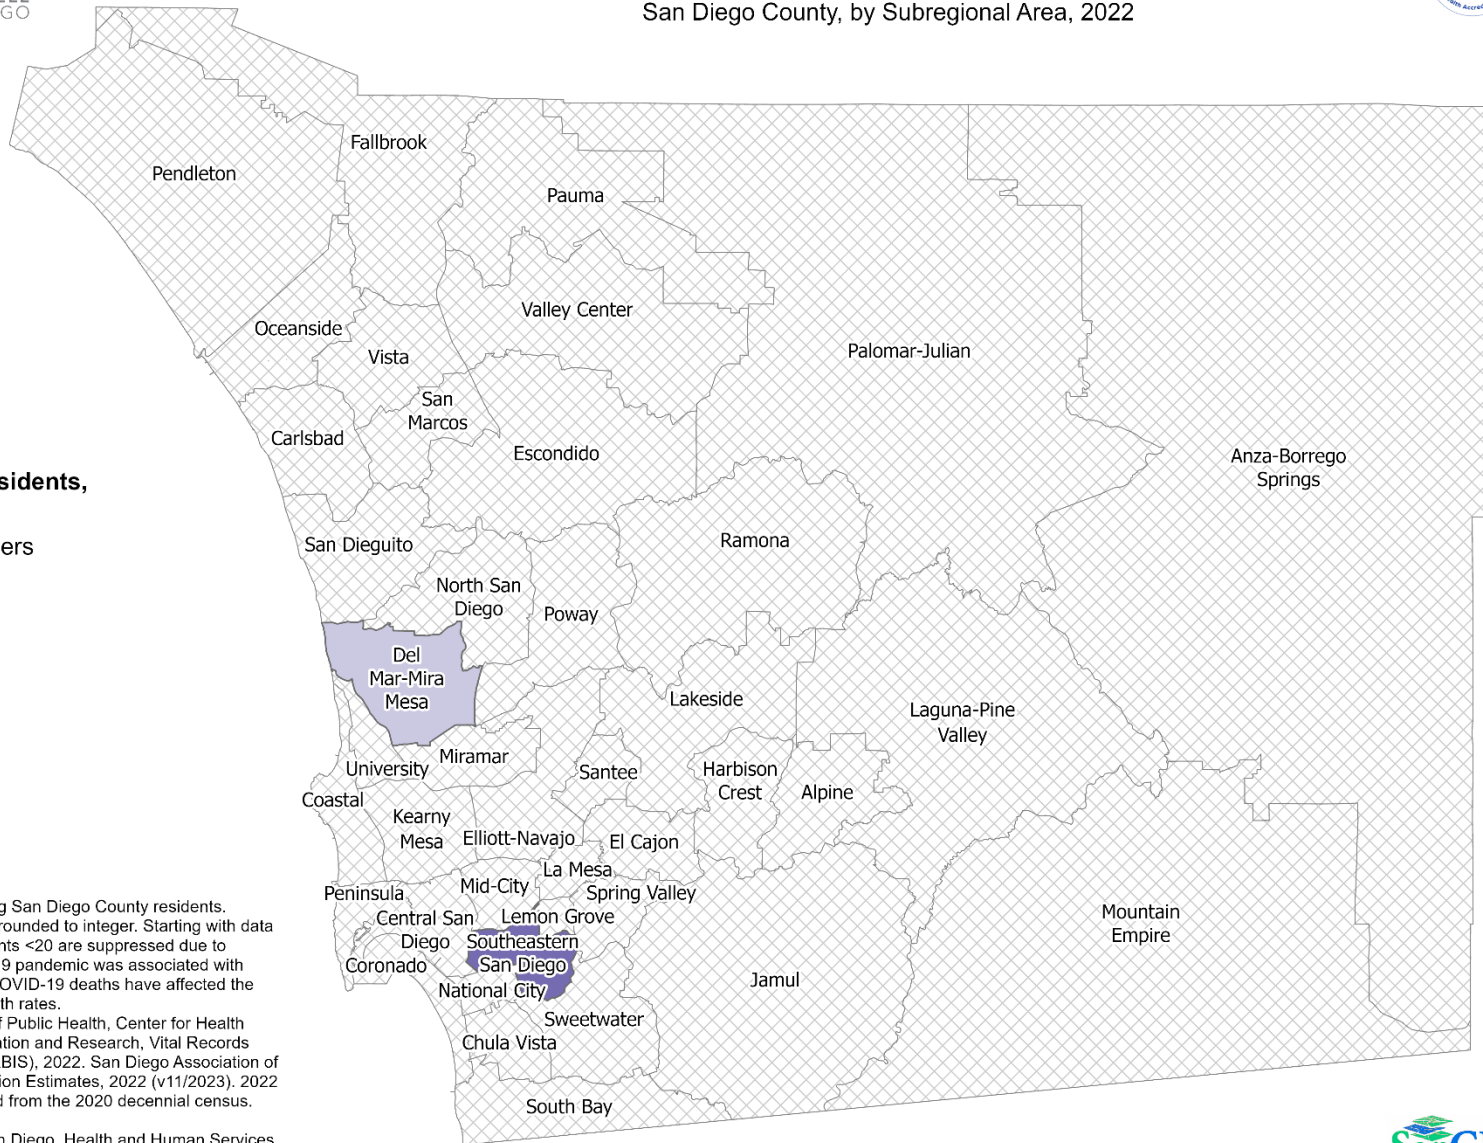 GO
San Diego County, by Subregional Area, 2022
Fallbrook
Pendleton
Pauma
Valley Center
Oceanside
Vista
Palomar-Julian
San
Marcos
Carlsbad
Escondido
Anza-Borrego
Springs
sidents,
ers
San Dieguito
Ramona
North San
Diego
Poway
Del
Mar-Mira
Mesa
Lakeside
Laguna-Pine
Valley
Miramar
University
Santee
Harbison
Crest
Alpine
Coastal
Kearny
Mesa
Elliott-Navajo
El Cajon
La Mesa
Mid-City
Peninsula
Spring Valley
Central San
Diego
Lemon Grove
Southeastern
San Diego
Coronado
National City
Mountain
Empire
Jamul
Sweetwater
Chula Vista
South Bay
g San Diego County residents.
rounded to integer. Starting with data
nts <20 are suppressed due to
9 pandemic was associated with
OVID-19 deaths have affected the
th rates.
f Public Health, Center for Health
ation and Research, Vital Records
BIS), 2022. San Diego Association of
ion Estimates, 2022 (v11/2023). 2022
d from the 2020 decennial census.
n Diego, Health and Human Services